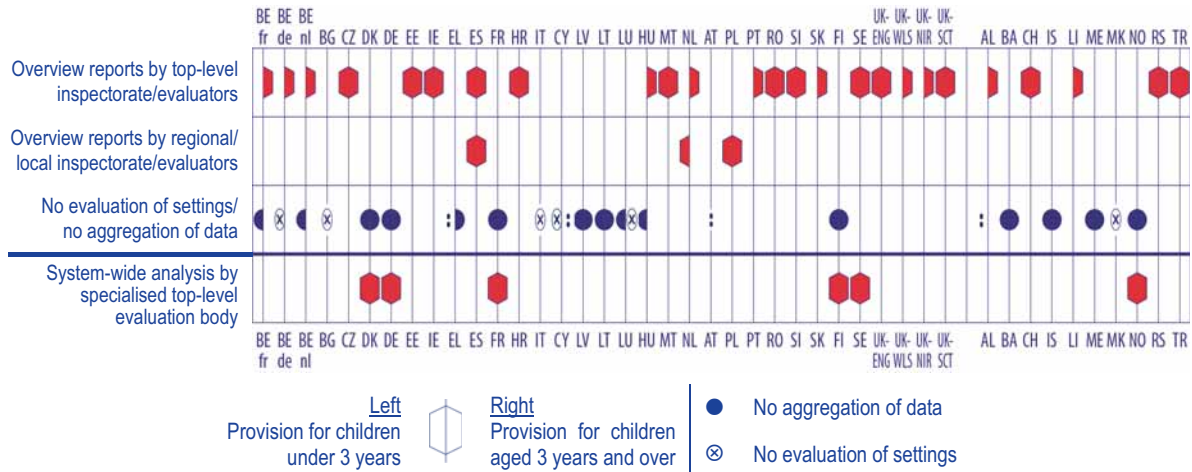 BE BE BE UK- UK- UK- UK-
fr de nl BG CZ DK DE EE IE EL ES FR HR IT CY LV LT LU HU MT NL AT PL PT RO SI SK FI SE ENG WLS NIR SCT AL BA CH IS LI ME MK NO RS TR
Overview reports by top-level
inspectorate/evaluators
Overview reports by regional/
local inspectorate/evaluators
No evaluation of settings/
no aggregation of data
System-wide analysis by
specialised top-level
evaluation body
BE BE BE BG CZ DK DE EE IE EL ES FR HR IT CY LV LT LU HU MT NL AT PL PT RO SI SK FI SE UK- UK- UK- UK- AL BA CH IS LI ME MK NO RS TR
fr de nl ENG WLS NIR SCT
Left
Provision for children
under 3 years
Right
Provision for children
aged 3 years and over
No aggregation of data
No evaluation of settings